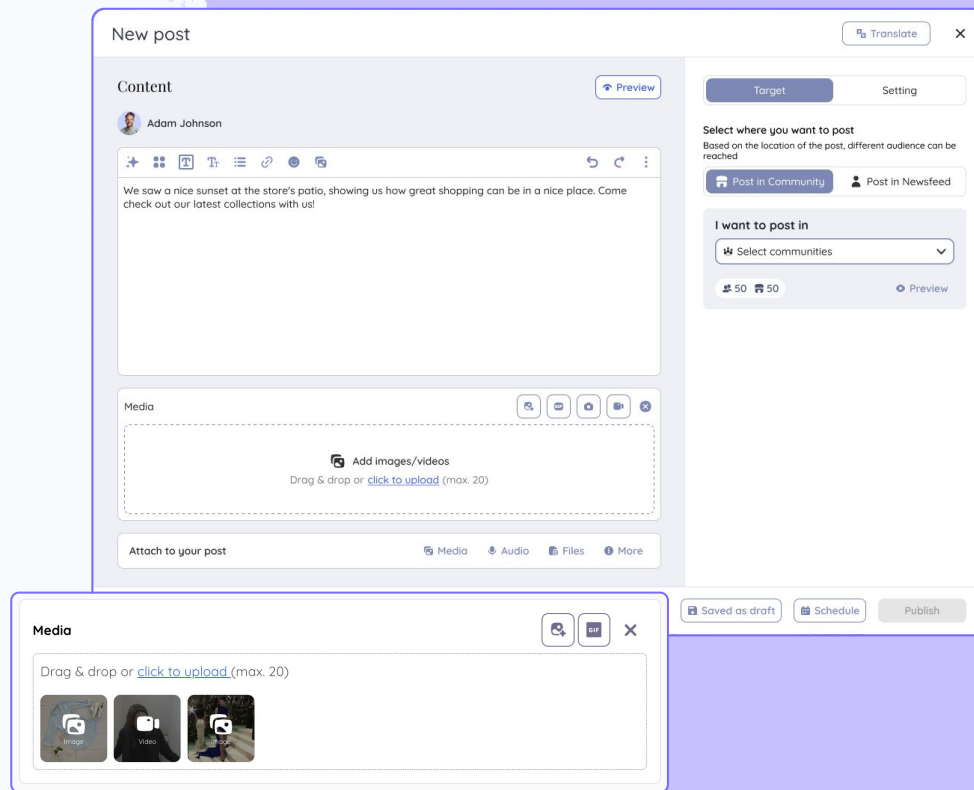 New post
Translate
Content
Preview
Target
Setting
Adam Johnson
Select where you want to post
Based on the location of the post, different audience can be
reached
We saw a nice sunset at the store's patio, showing us how great shopping can be in a nice place. Come
check out our latest collections with us!
Post in Community
Post in Newsfeed
I want to post in
Select communities
50 50
Preview
Media
GIF
Add images/videos
Drag & drop or click to upload (max. 20)
Attach to your post
Media
Audio
Files
More
Saved as draft
Schedule
Publish
Media
GIF
Drag & drop or click to upload (max. 20)
Image
Video
Image